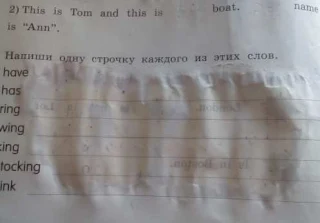 2) This is Tom and this is boat. name
is "Ann".
Напиши одну строчку каждого из этих слов.
have
has
ring
wing
king
tocking
ink